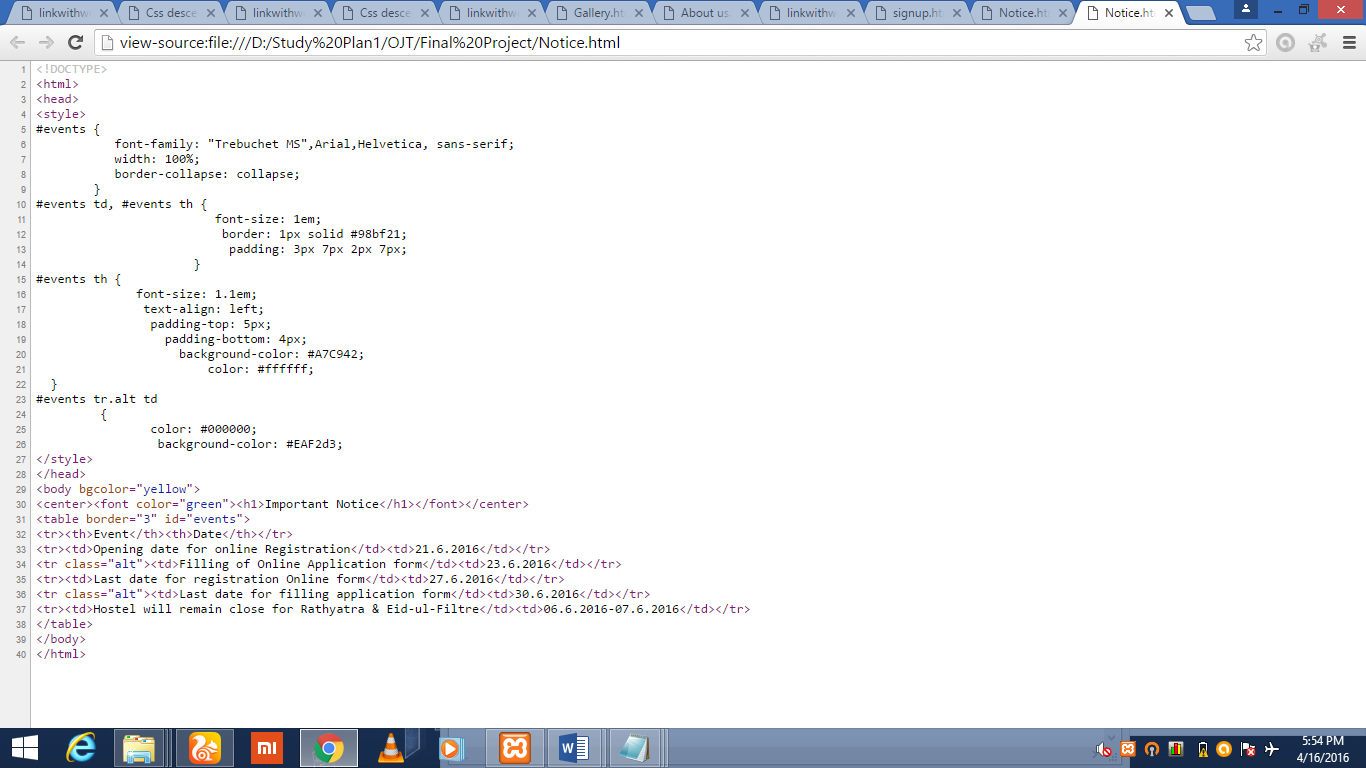 linkwithw
Css desce
linkwithw
Css desce
linkwithw
Gallery.ht
About us.
linkwithw
signup.ht
Notice.ht
Notice.ht
view-source:file:///D:/Study%20Plan1/OJT/Final%20Project/Notice.html
1 <!DOCTYPE>
2 <html>
3 <head>
4 <style>
5 #events {
6 font-family: "Trebuchet MS",Arial,Helvetica, sans-serif;
7 width: 100%;
8 border-collapse: collapse;
9 }
10 #events td, #events th {
11 font-size: 1em;
12 border: 1px solid #98bf21;
13 padding: 3px 7px 2px 7px;
14 }
15 #events th {
16 font-size: 1.1em;
17 text-align: left;
18 padding-top: 5px;
19 padding-bottom: 4px;
20 background-color: #A7C942;
21 color: #ffffff;
22 }
23 #events tr.alt td
24 {
25 color: #000000;
26 background-color: #EAF2d3;
27 </style>
28 </head>
29 <body bgcolor="yellow">
30 <center><font color="green"><h1>Important Notice</h1></font></center>
31 <table border="3" id="events">
32 <tr><th>Event</th><th>Date</th></tr>
33 <tr><td>Opening date for online Registration</td><td>21.6.2016</td></tr>
34 <tr class="alt"><td>Filling of Online Application form</td><td>23.6.2016</td></tr>
35 <tr><td>Last date for registration Online form</td><td>27.6.2016</td></tr>
36 <tr class="alt"><td>Last date for filling application form</td><td>30.6.2016</td></tr>
37 <tr><td>Hostel will remain close for Rathyatra & Eid-ul-Filtre</td><td>06.6.2016-07.6.2016</td></tr>
38 </table>
39 </body>
40 </html>
mi
5:54 PM
4/16/2016